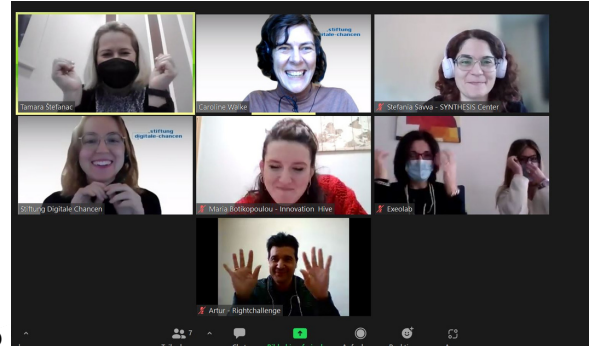 Tamara Štefanac
.stiftung
digitale-chancen
Caroline Walke
Stefania Savva - SYNTHESIS Center
.stiftung
digitale-chancen
Stiftung Digitale Chancen
Maria Botikopoulou - Innovation Hive
Exeolab
Artur - Rightchallenge
7